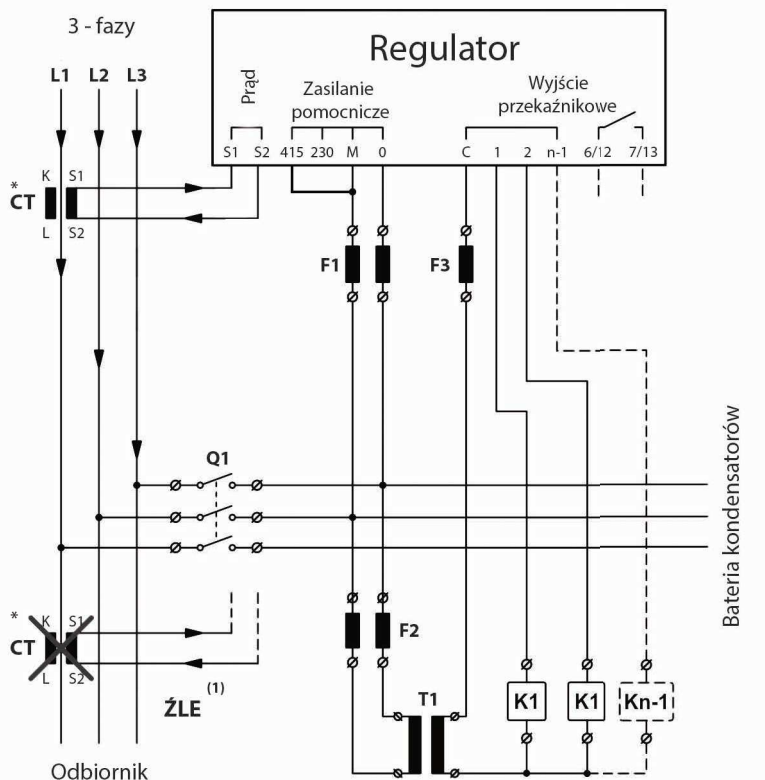 3 - fazy
Regulator
L1 L2 L3
Prąd
Zasilanie
pomocnicze
Wyjście
przekaźnikowe
S1 S2 415 230 M 0 C 1 2 n-1 6/12 7/13
K S1
* CT
L S2
F1 F3
Q1
Bateria kondensatorów
* K S1
CT
L S2
F2
ŹLE (1)
T1
K1 K1 Kn-1
Odbiornik